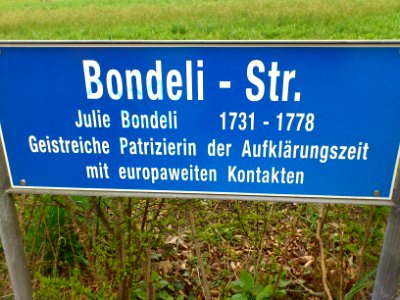 Bondeli - Str.
Julie Bondeli 1731 - 1778
Geistreiche Patrizierin der Aufklärungszeit
mit europaweiten Kontakten